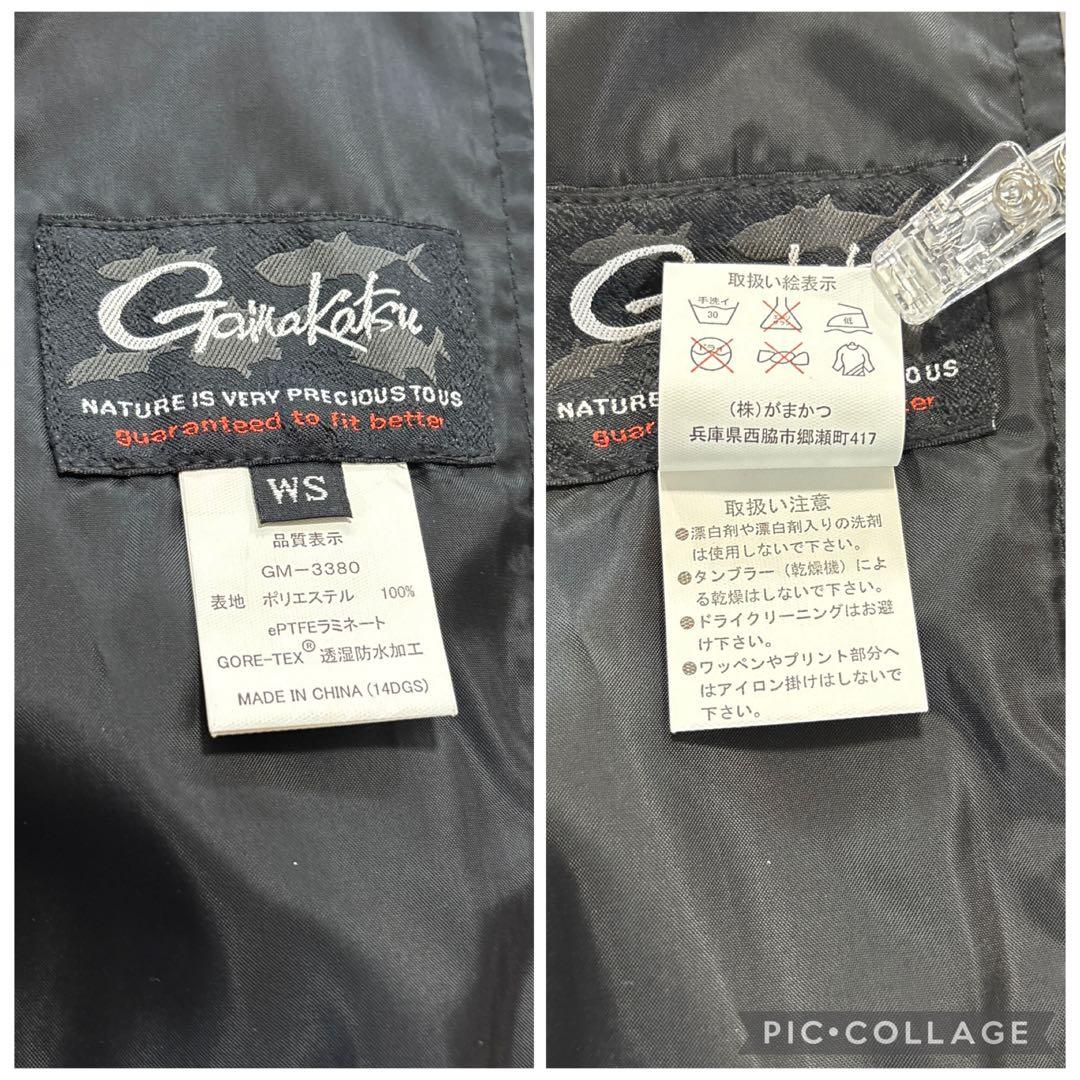 Gamakatsu
NATURE IS VERY PRECIOUS TO US
guaranteed to fit better
WS
品質表示
GM-3380
表地 ポリエステル 100%
ePTFEラミネート
GORE-TEX® 透湿防水加工
MADE IN CHINA (14DGS)
取扱い絵表示
手洗イ
30
低
ドライ
(株)がまかつ
兵庫県西脇市郷瀬町417
NATURE
OUS
gua
ter
取扱い注意
●漂白剤や漂白剤入りの洗剤
は使用しないで下さい。
●タンブラー(乾燥機)によ
る乾燥はしないで下さい。
●ドライクリーニングはお避
け下さい。
●ワッペンやプリント部分へ
はアイロン掛けはしないで
下さい。
PIC•COLLAGE